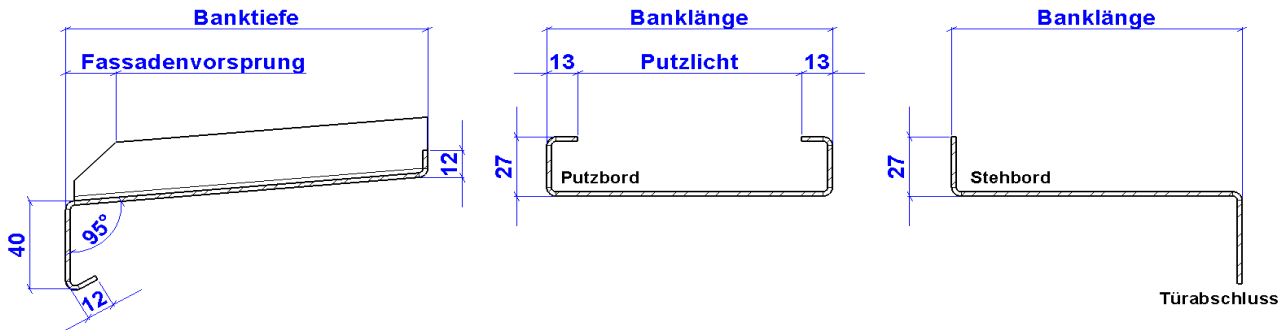 Banktiefe
Fassadenvorsprung
12
95°
40
12
Banklänge
13 Putzlicht 13
27
Putzbord
Banklänge
27
Stehbord
Türabschluss